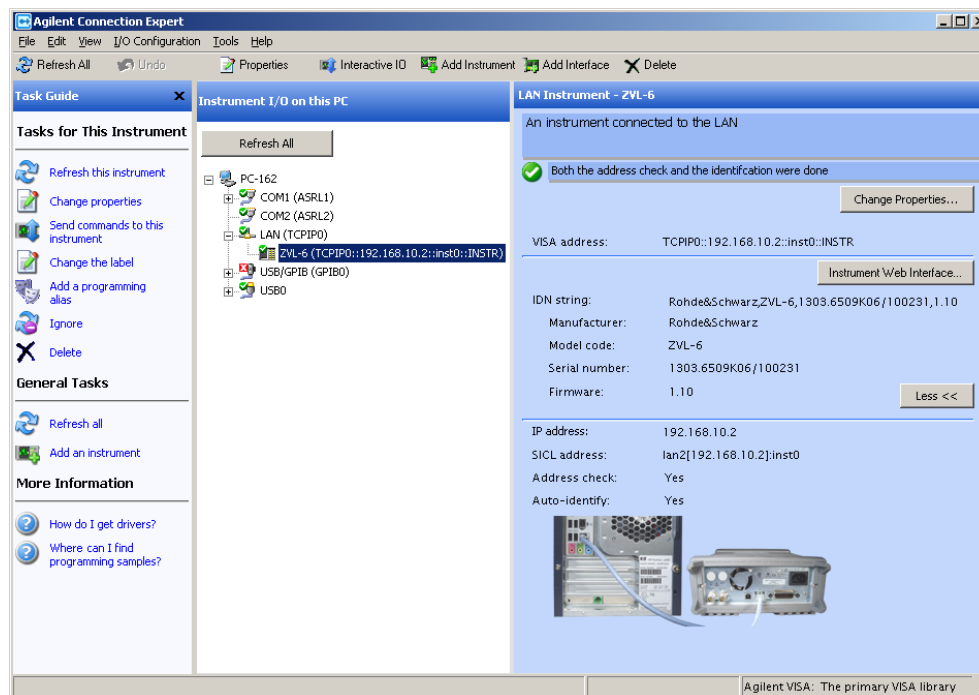 Agilent Connection Expert
File Edit View I/O Configuration Tools Help
Refresh All Undo Properties Interactive IO Add Instrument Add Interface Delete
Task Guide
Tasks for This Instrument
Refresh this instrument
Change properties
Send commands to this
instrument
Change the label
Add a programming
alias
Ignore
Delete
General Tasks
Refresh all
Add an instrument
More Information
How do I get drivers?
Where can I find
programming samples?
Instrument I/O on this PC
Refresh All
PC-162
COM1 (ASRL1)
COM2 (ASRL2)
LAN (TCPIP0)
ZVL-6 (TCPIP0::192.168.10.2::inst0::INSTR)
USB/GPIB (GPIB0)
USB0
LAN Instrument - ZVL-6
An instrument connected to the LAN
Both the address check and the identifcation were done
Change Properties...
VISA address: TCPIP0::192.168.10.2::inst0::INSTR
Instrument Web Interface...
IDN string: Rohde&Schwarz,ZVL-6,1303.6509K06/100231,1.10
Manufacturer: Rohde&Schwarz
Model code: ZVL-6
Serial number: 1303.6509K06/100231
Firmware: 1.10
Less <<
IP address: 192.168.10.2
SICL address: lan2[192.168.10.2]:inst0
Address check: Yes
Auto-identify: Yes
Agilent VISA: The primary VISA library